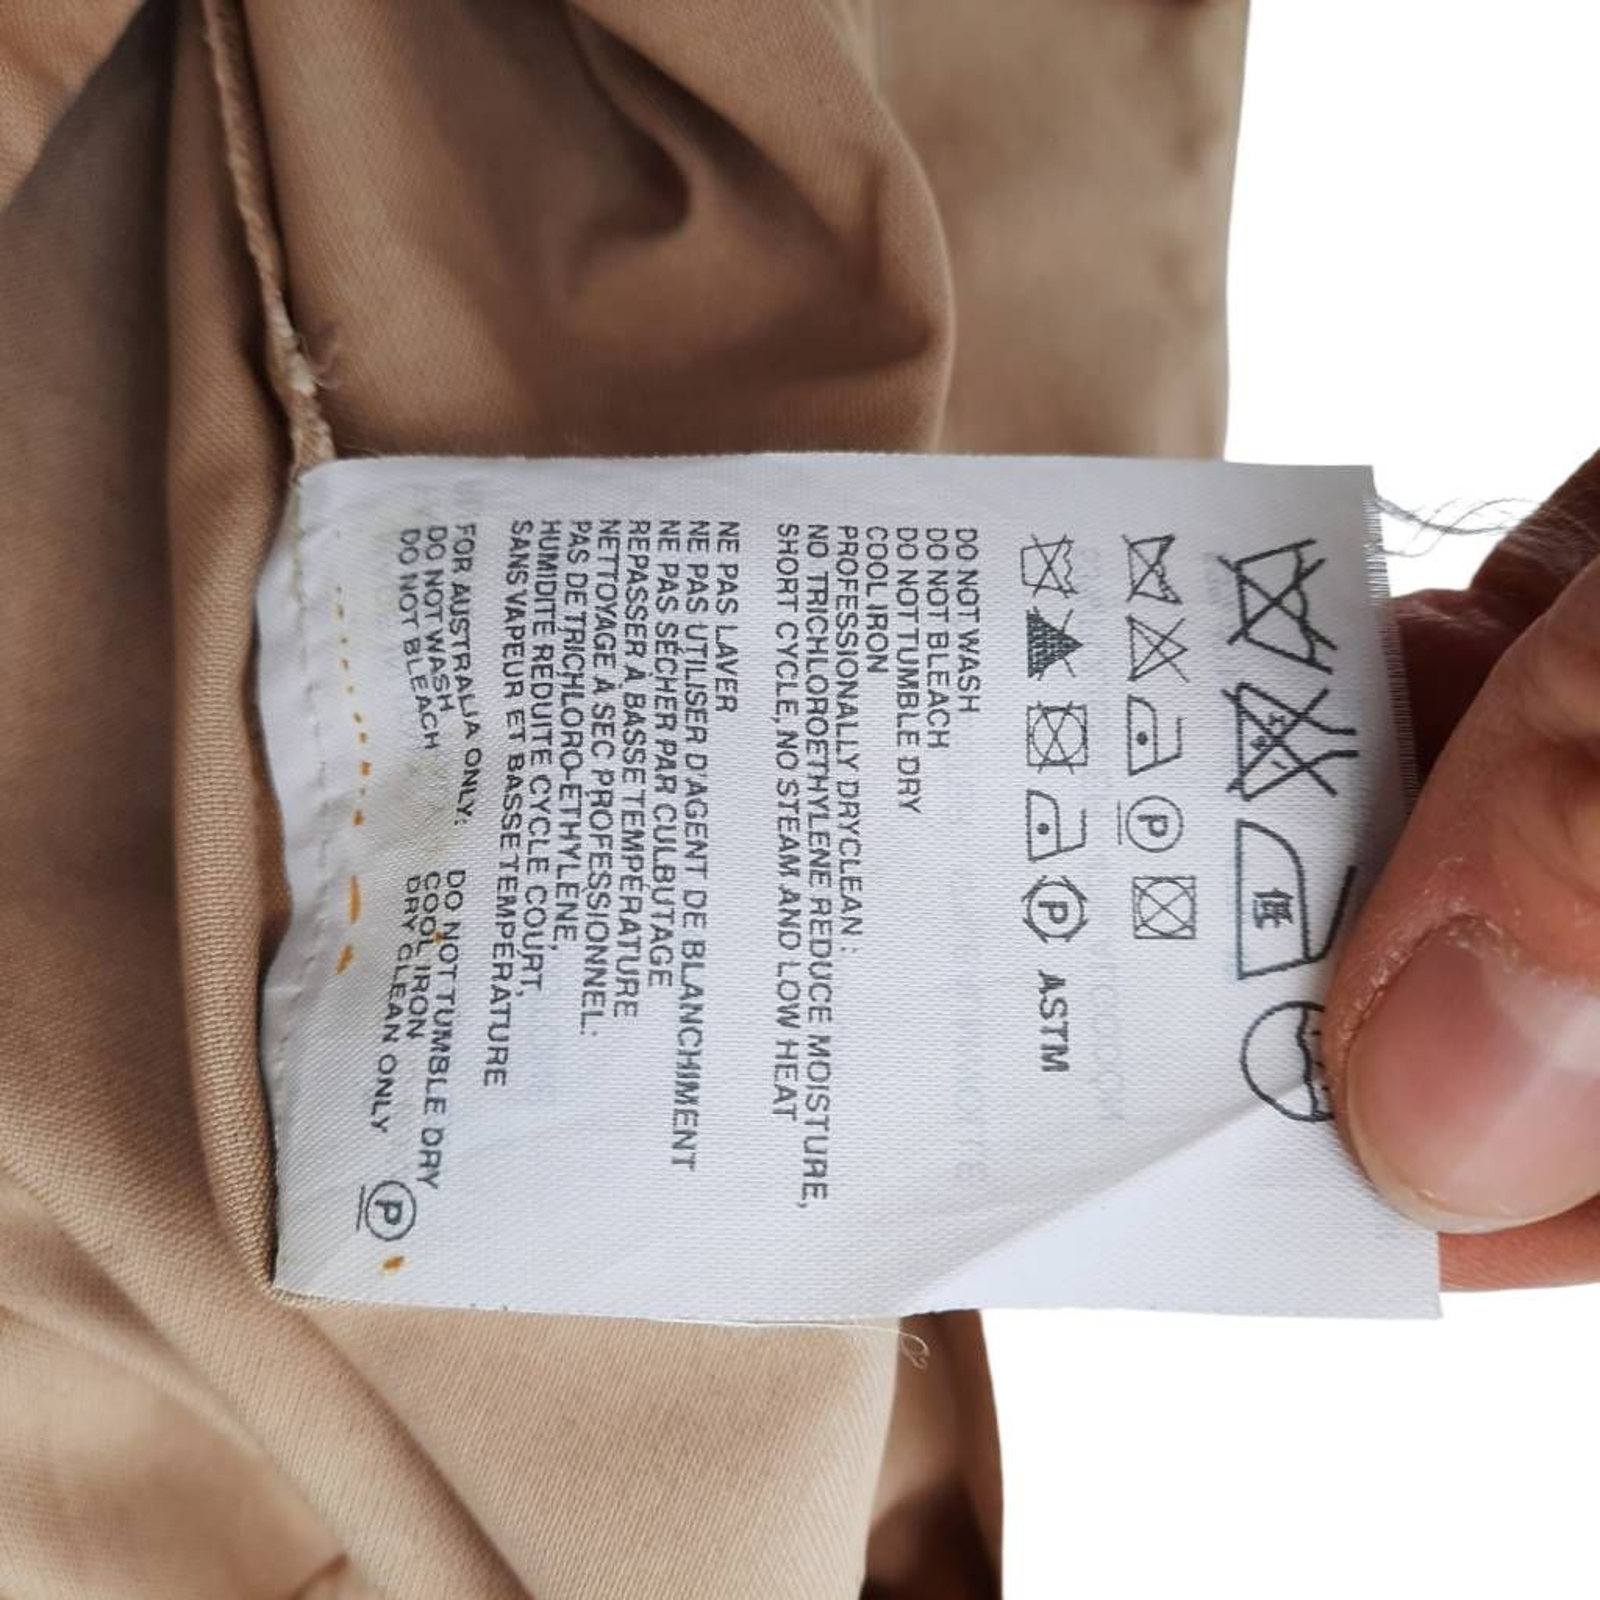 低
P
P ASTM
DO NOT WASH
DO NOT BLEACH
DO NOT TUMBLE DRY
COOL IRON
PROFESSIONALLY DRYCLEAN :
NO TRICHLOROETHYLENE REDUCE MOISTURE,
SHORT CYCLE, NO STEAM AND LOW HEAT
NE PAS LAVER
NE PAS UTILISER D'AGENT DE BLANCHIMENT
NE PAS SÉCHER PAR CULBUTAGE
REPASSER À BASSE TEMPÉRATURE
NETTOYAGE À SEC PROFESSIONNEL:
PAS DE TRICHLORO-ÉTHYLENE,
HUMIDITÉ RÉDUITE CYCLE COURT,
SANS VAPEUR ET BASSE TEMPÉRATURE
FOR AUSTRALIA ONLY:
DO NOT WASH
DO NOT BLEACH
DO NOT TUMBLE DRY
COOL IRON
DRY CLEAN ONLY
P